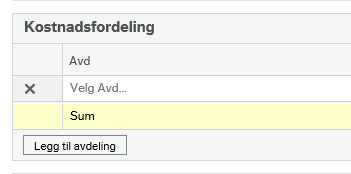 Kostnadsfordeling
Avd
Velg Avd...
Sum
Legg til avdeling